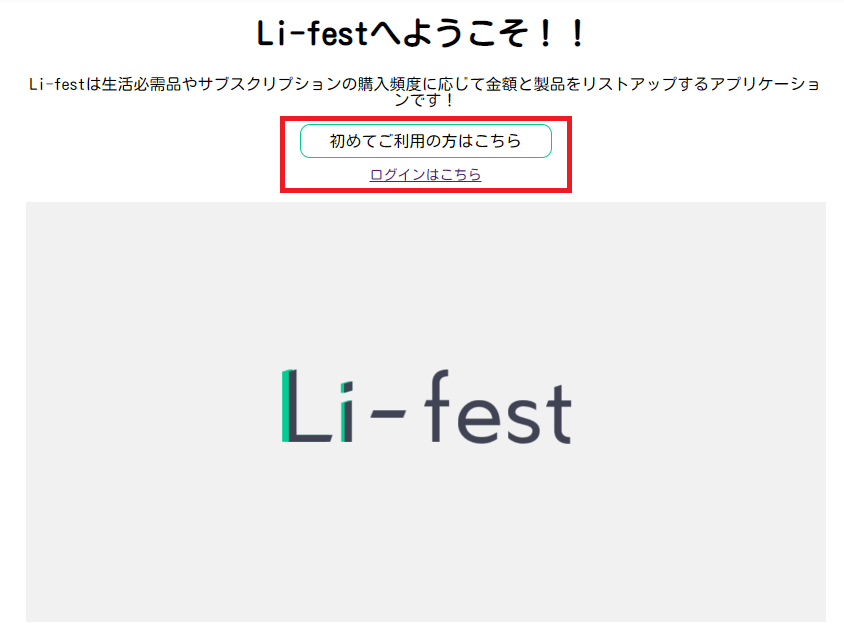 Li-festへようこそ！！
Li-festは生活必需品やサブスクリプションの購入頻度に応じて金額と製品をリストアップするアプリケーショ
ンです！
初めてご利用の方はこちら
ログインはこちら
Li-fest